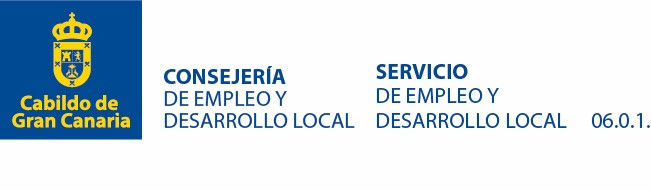 Cabildo de
Gran Canaria
CONSEJERÍA
DE EMPLEO Y
DESARROLLO LOCAL
SERVICIO
DE EMPLEO Y
DESARROLLO LOCAL 06.0.1.